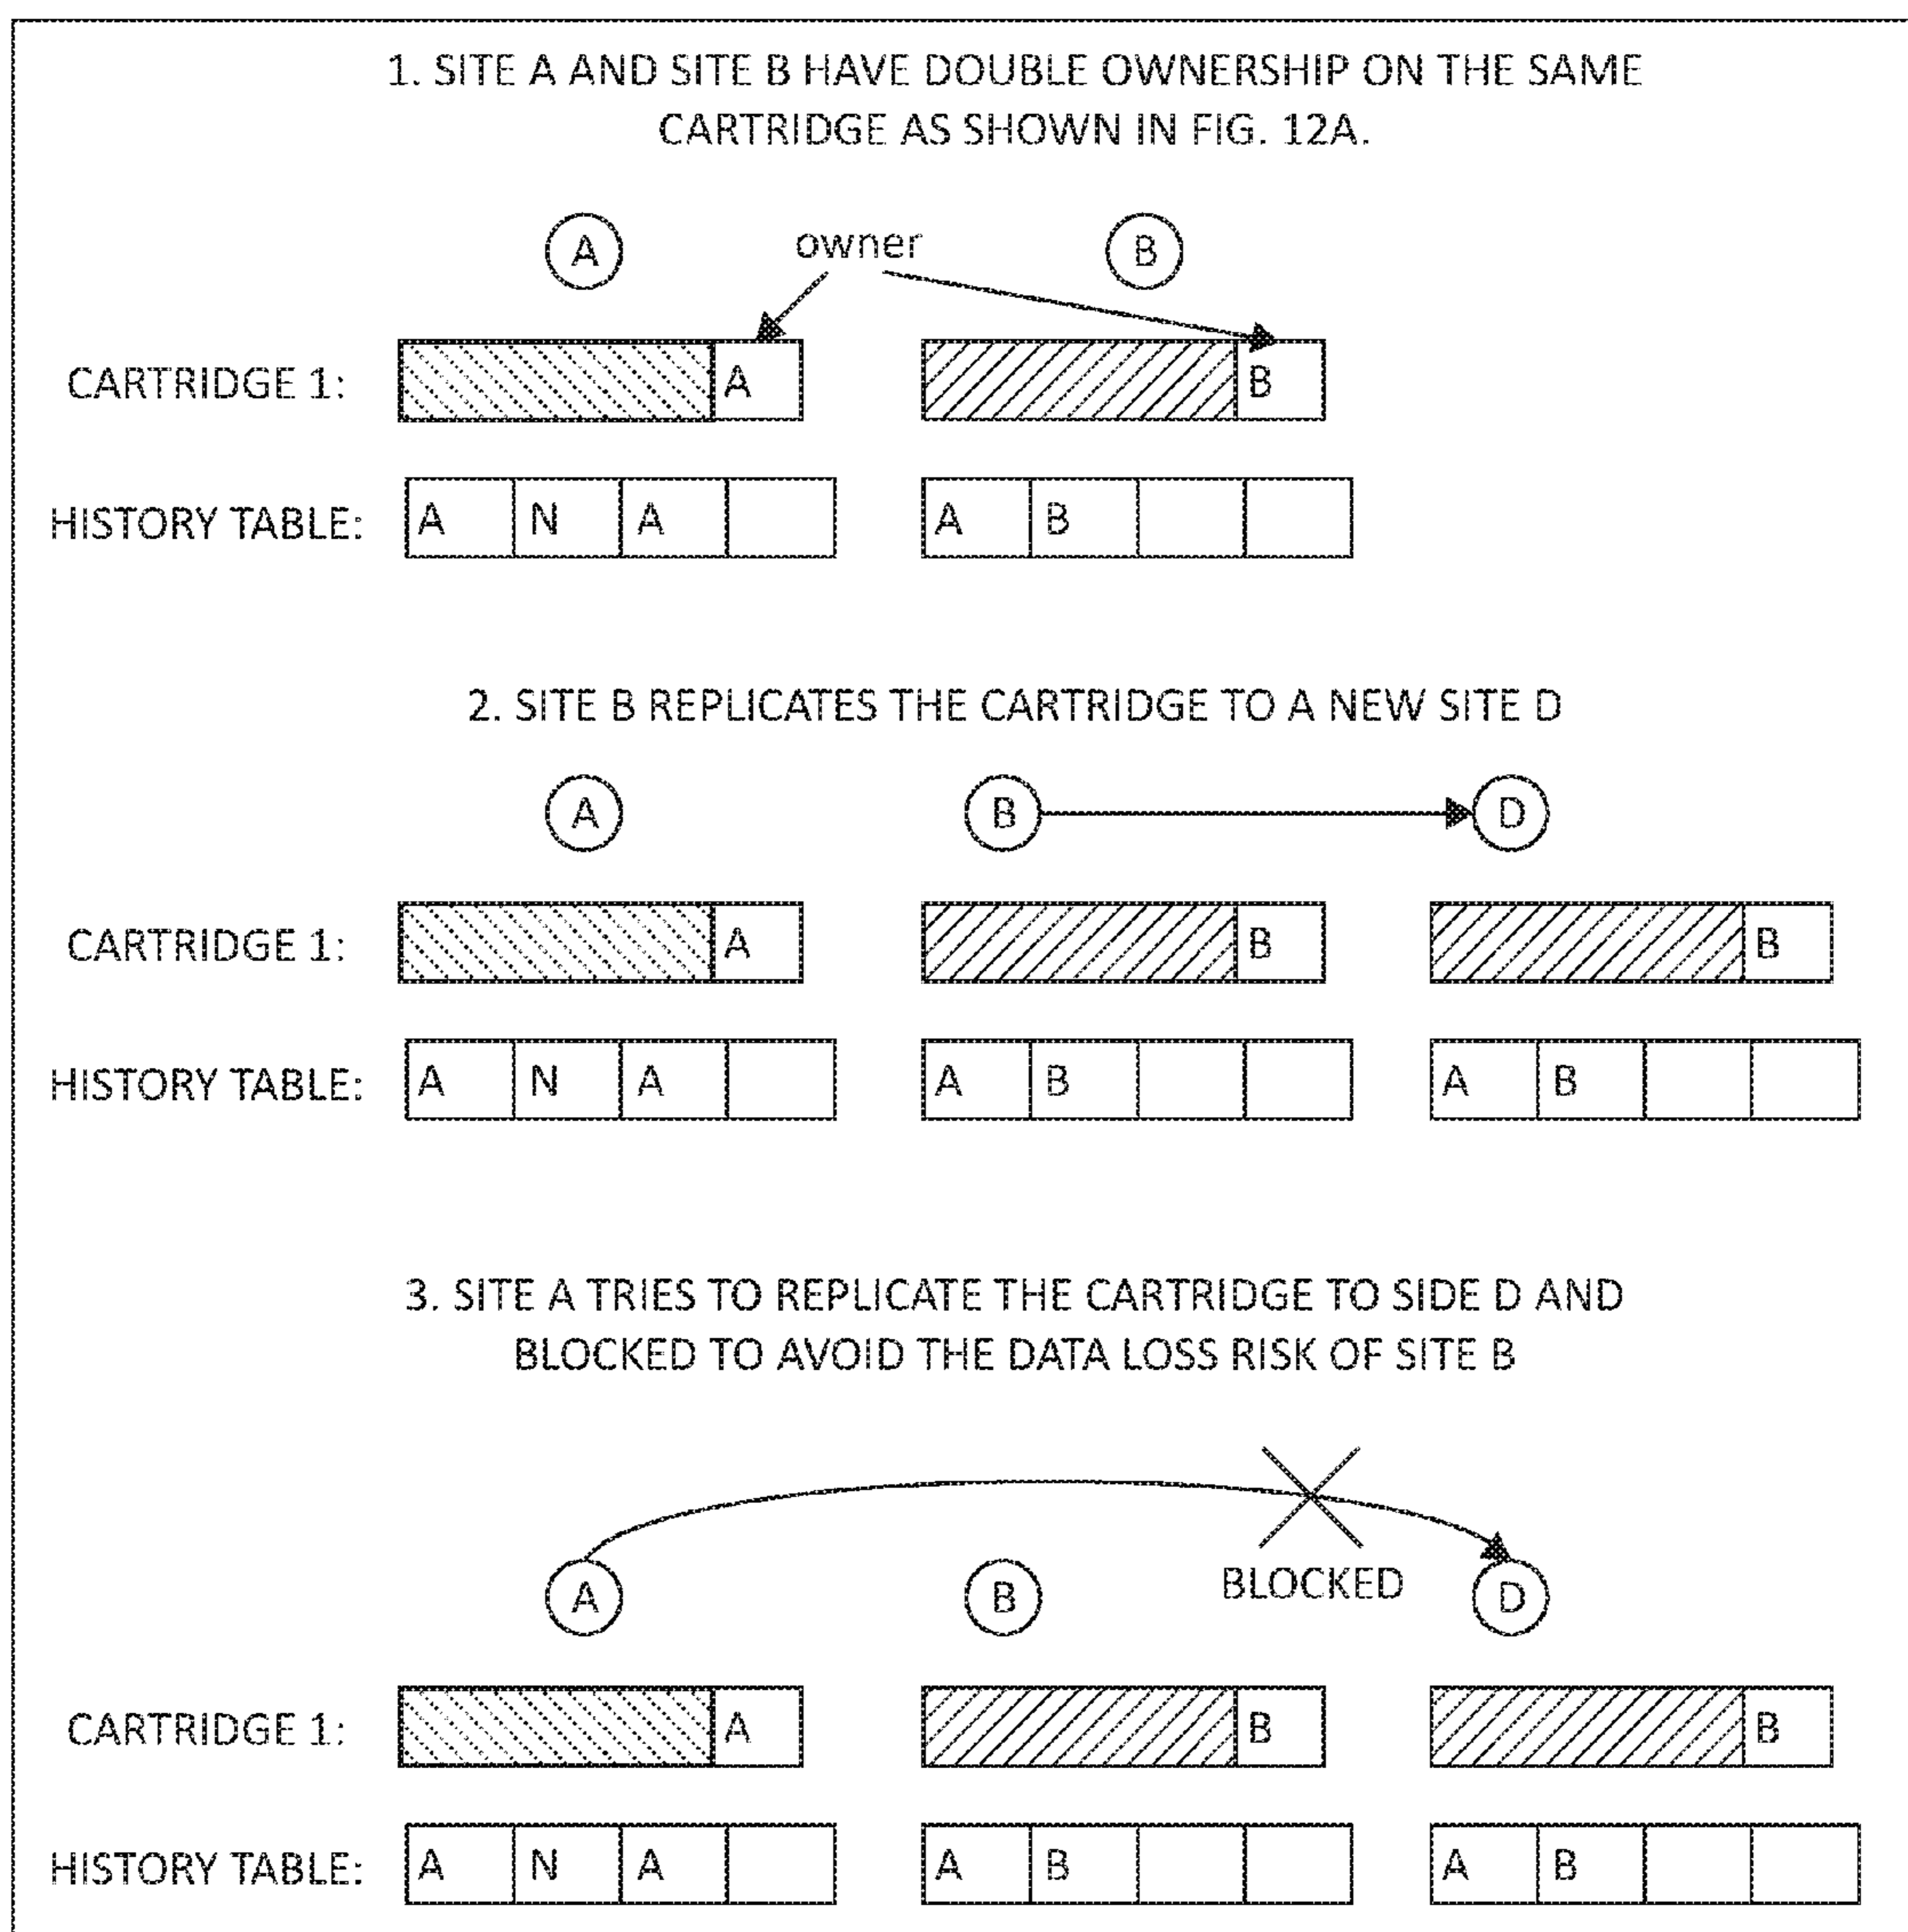 1. SITE A AND SITE B HAVE DOUBLE OWNERSHIP ON THE SAME
CARTRIDGE AS SHOWN IN FIG. 12A.
A owner B
CARTRIDGE 1: A B
HISTORY TABLE: A N A A B
2. SITE B REPLICATES THE CARTRIDGE TO A NEW SITE D
A B D
CARTRIDGE 1: A B B
HISTORY TABLE: A N A A B A B
3. SITE A TRIES TO REPLICATE THE CARTRIDGE TO SIDE D AND
BLOCKED TO AVOID THE DATA LOSS RISK OF SITE B
A B BLOCKED D
CARTRIDGE 1: A B B
HISTORY TABLE: A N A A B A B